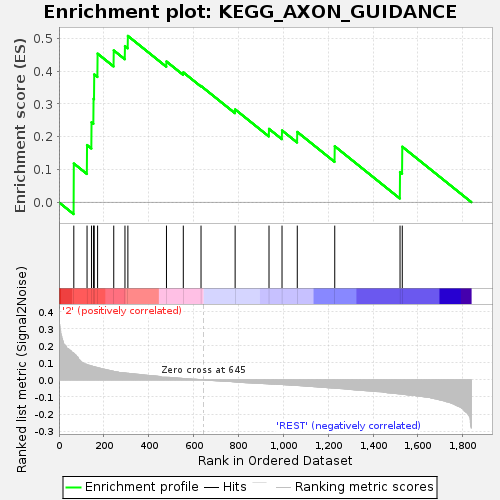 Enrichment plot: KEGG_AXON_GUIDANCE
Enrichment score (ES)
0.5
0.4
0.3
0.2
0.1
0.0
'2' (positively correlated)
Zero cross at 645
'REST' (negatively correlated)
Ranked list metric (Signal2Noise)
0.4
0.3
0.2
0.1
0.0
-0.1
-0.2
-0.3
0 200 400 600 800 1,000 1,200 1,400 1,600 1,800
Rank in Ordered Dataset
Enrichment profile Hits Ranking metric scores